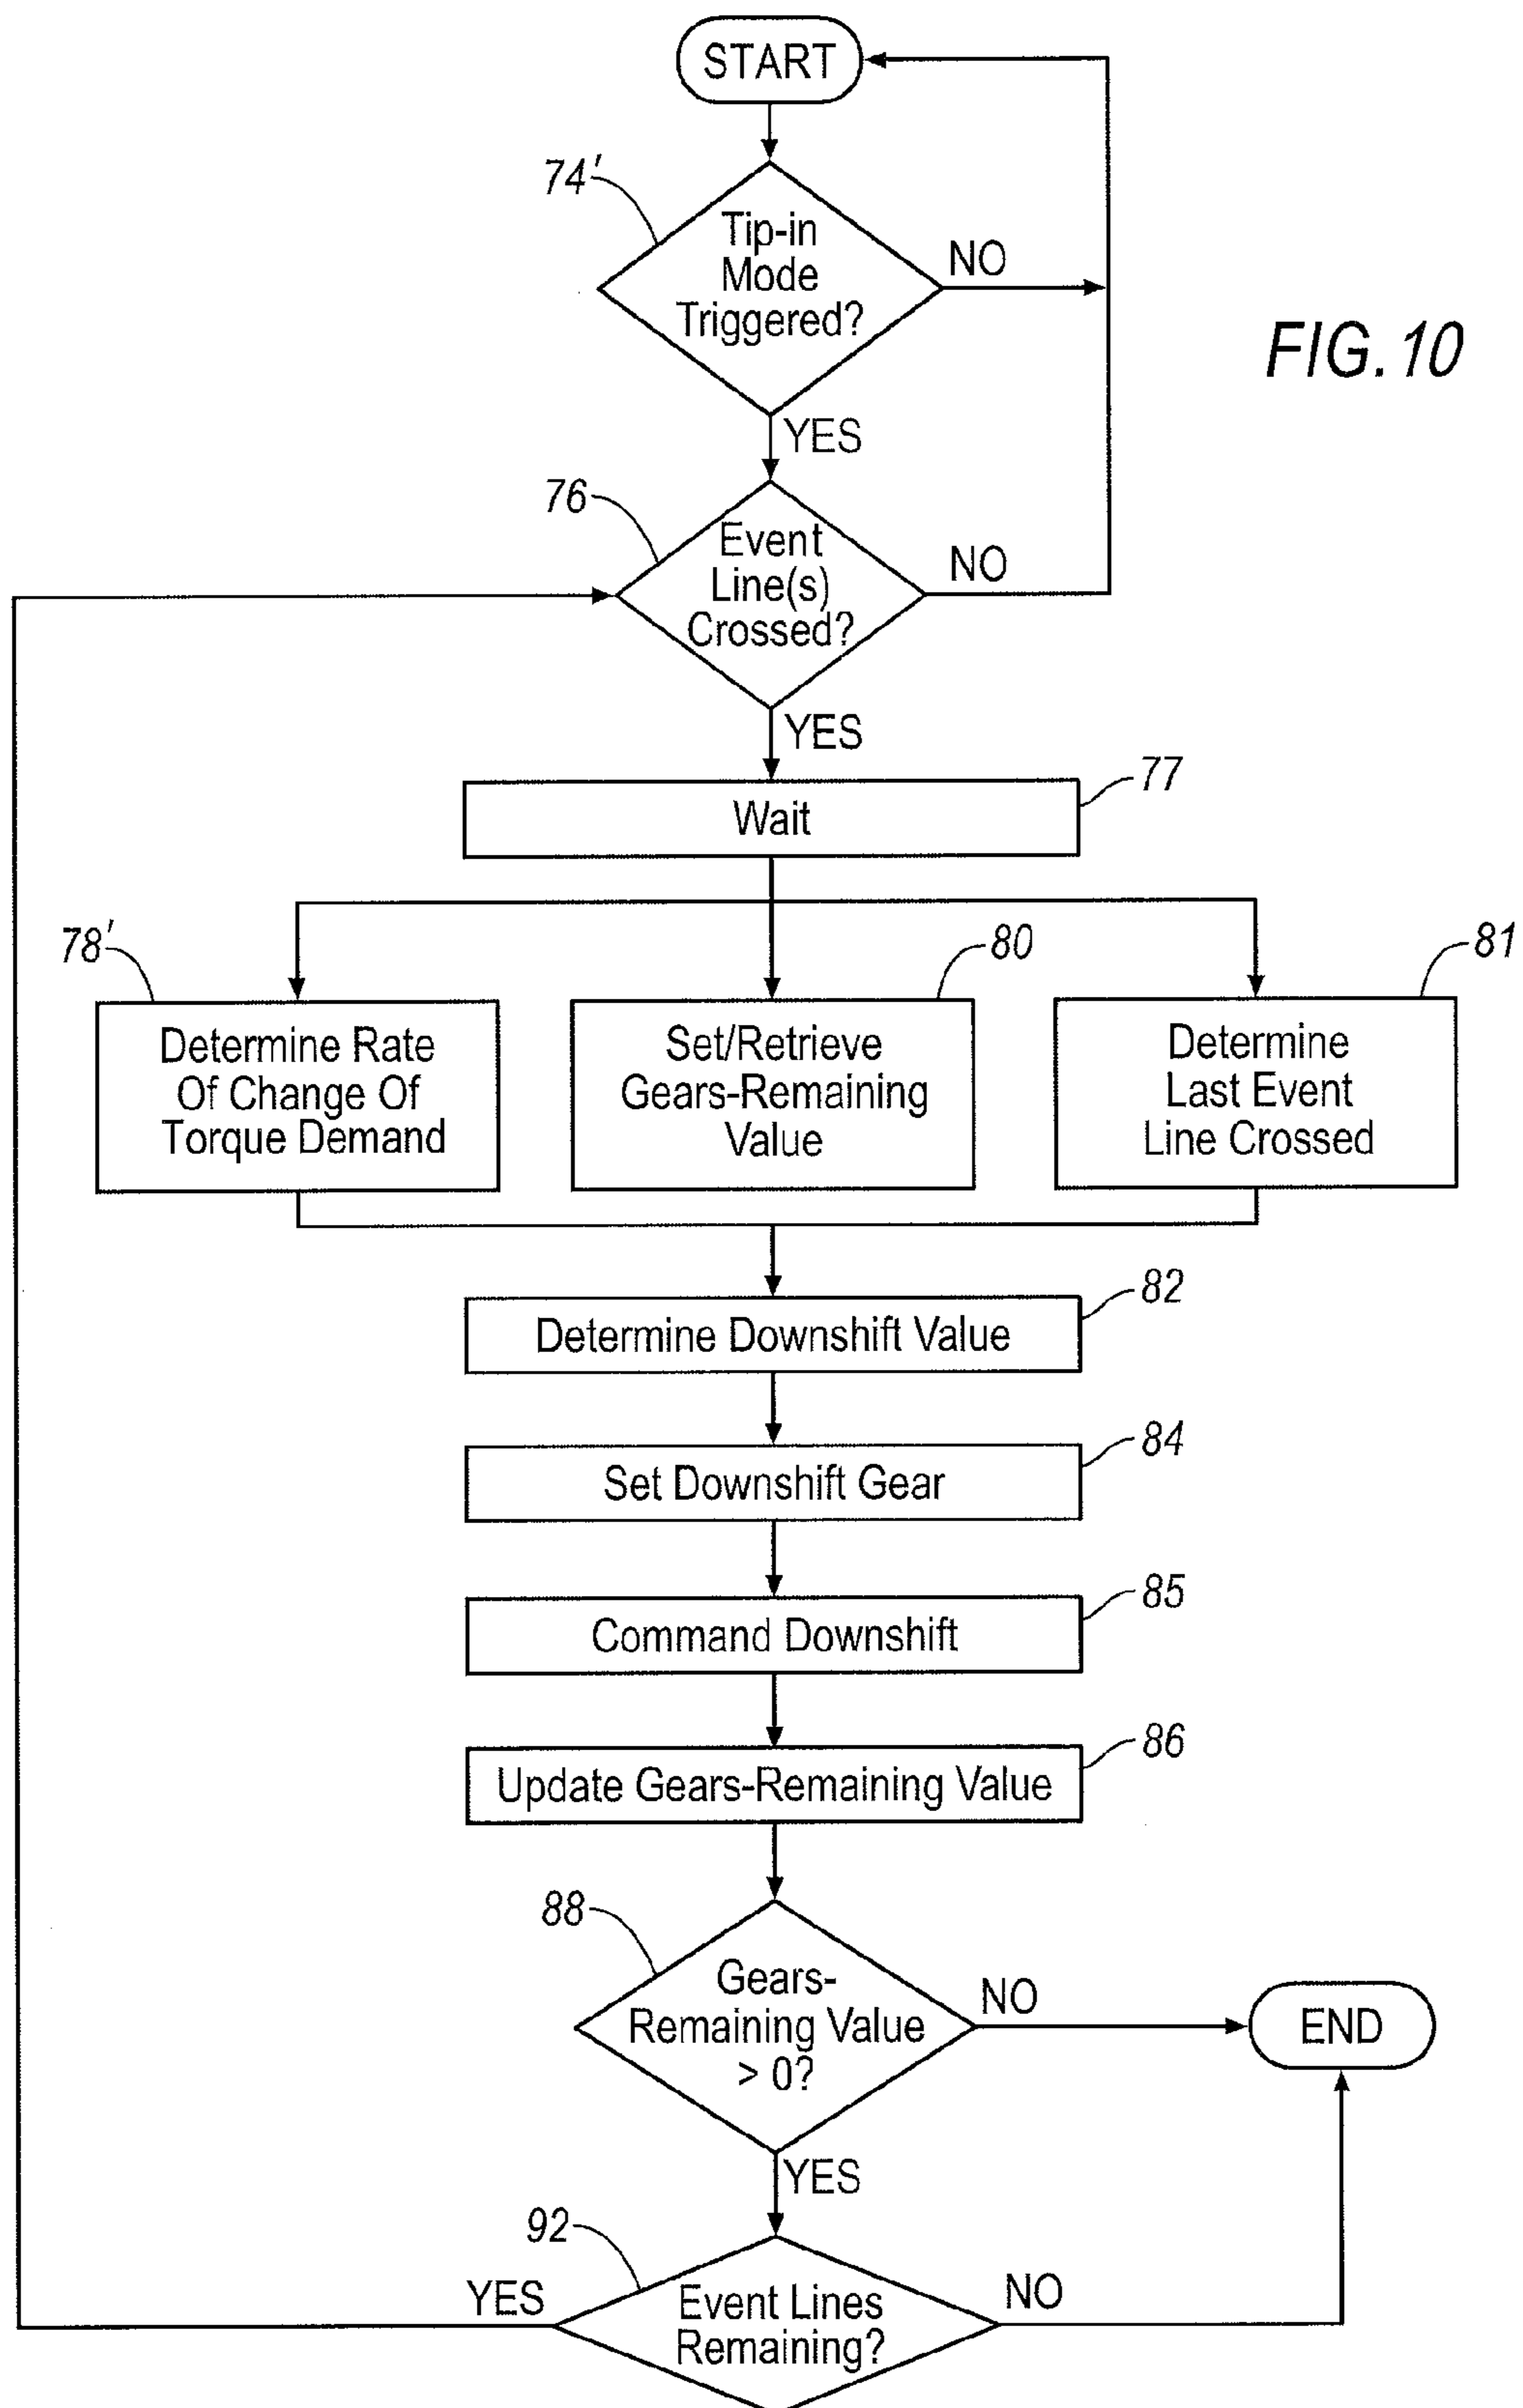 START
74'
Tip-in
Mode
Triggered?
NO
FIG. 10
YES
76
Event
Line(s)
Crossed?
NO
YES
77
Wait
78'
80
81
Determine Rate
Of Change Of
Torque Demand
Set/Retrieve
Gears-Remaining
Value
Determine
Last Event
Line Crossed
82
Determine Downshift Value
84
Set Downshift Gear
85
Command Downshift
86
Update Gears-Remaining Value
88
Gears-
Remaining Value
> 0?
NO
END
YES
92
YES
Event Lines
Remaining?
NO